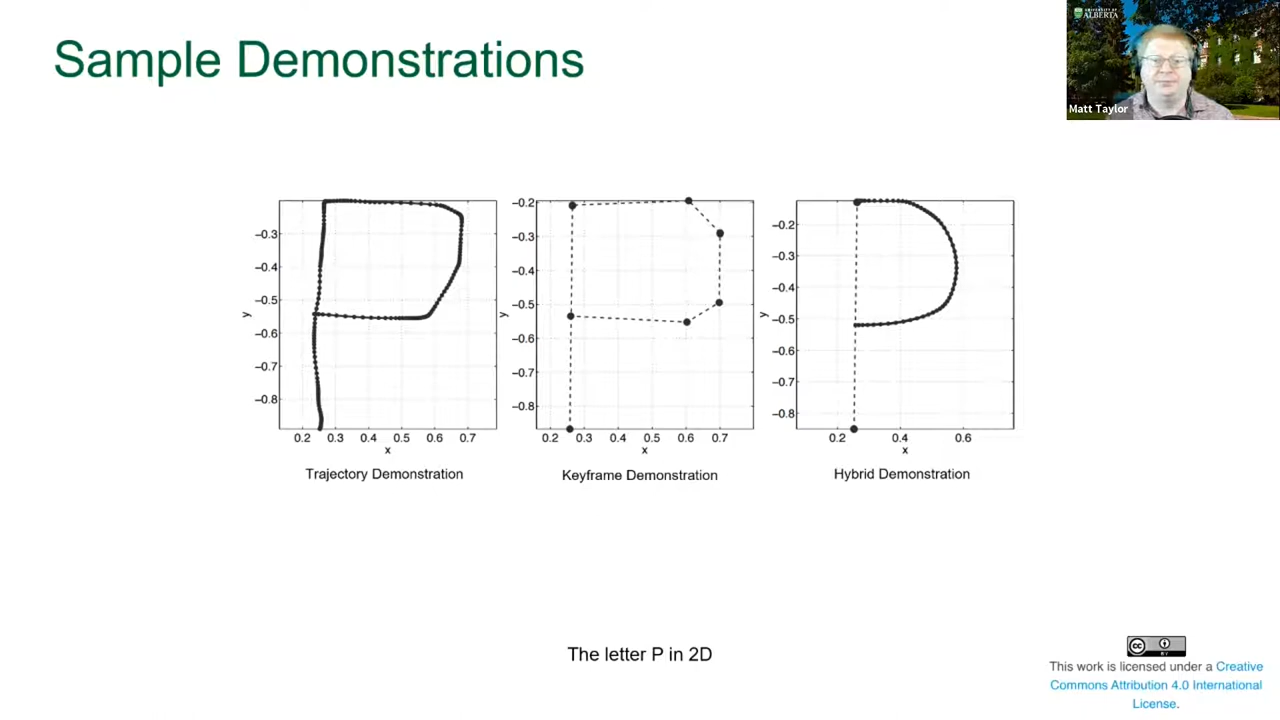 Sample Demonstrations
UNIVERSITY OF
ALBERTA
Matt Taylor
−0.3
−0.4
−0.5
−0.6
−0.7
−0.8
y
0.2 0.3 0.4 0.5 0.6 0.7
x
Trajectory Demonstration
−0.2
−0.3
−0.4
−0.5
−0.6
−0.7
−0.8
y
0.2 0.3 0.4 0.5 0.6 0.7
x
Keyframe Demonstration
−0.2
−0.3
−0.4
−0.5
−0.6
−0.7
−0.8
y
0.2 0.4 0.6
x
Hybrid Demonstration
The letter P in 2D
cc BY
This work is licensed under a Creative
Commons Attribution 4.0 International
License.